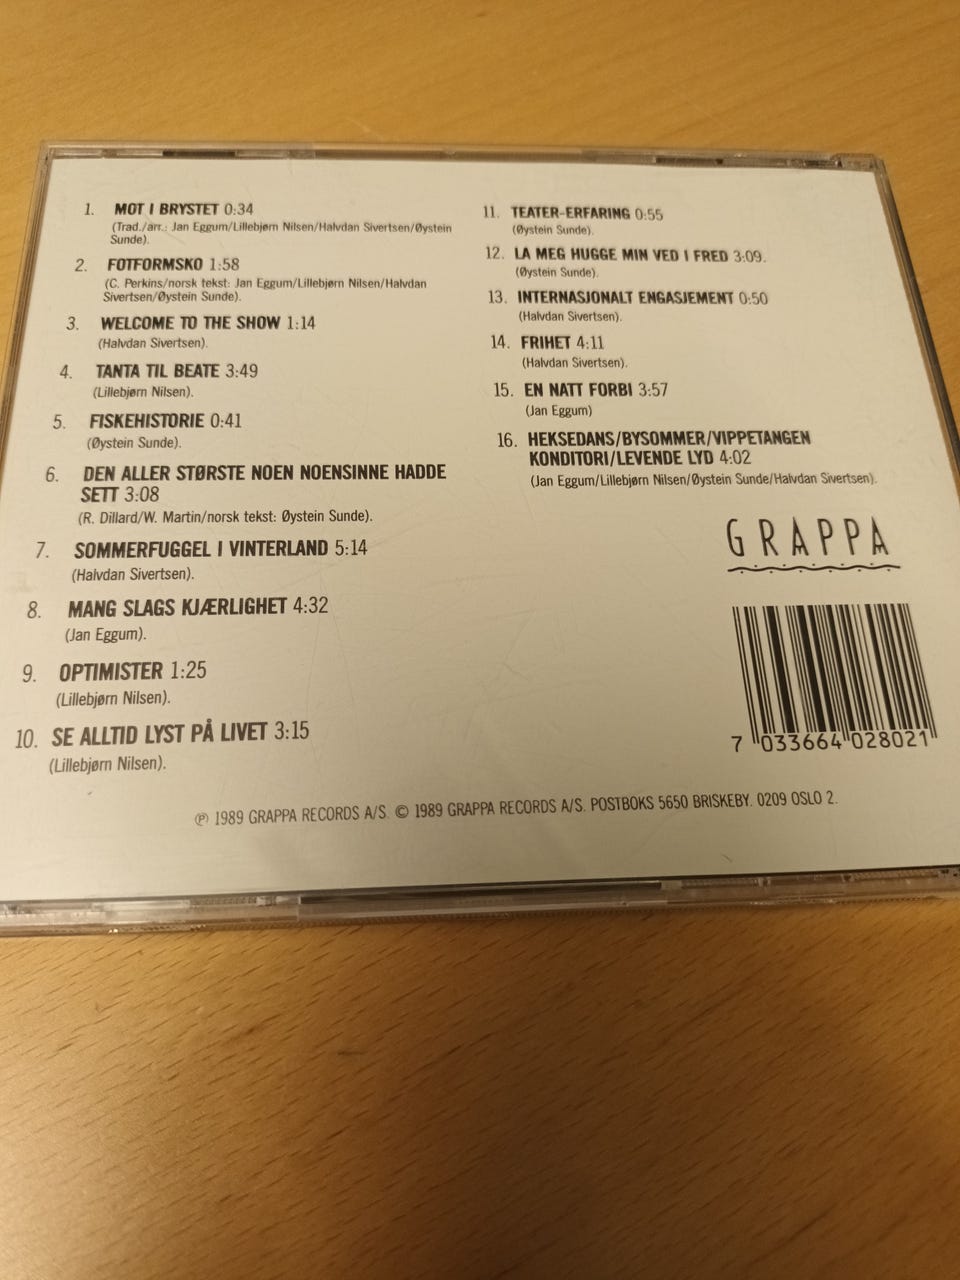 1. MOT I BRYSTET 0:34
(Trad./arr.: Jan Eggum/Lillebjørn Nilsen/Halvdan Sivertsen/Øystein
Sunde).
2. FOTFORMSKO 1:58
(C. Perkins/norsk tekst: Jan Eggum/Lillebjørn Nilsen/Halvdan
Sivertsen/Øystein Sunde).
3. WELCOME TO THE SHOW 1:14
(Halvdan Sivertsen).
4. TANTA TIL BEATE 3:49
(Lillebjørn Nilsen).
5. FISKEHISTORIE 0:41
(Øystein Sunde).
6. DEN ALLER STØRSTE NOEN NOENSINNE HADDE
SETT 3:08
(R. Dillard/W. Martin/norsk tekst: Øystein Sunde).
7. SOMMERFUGGEL I VINTERLAND 5:14
(Halvdan Sivertsen).
8. MANG SLAGS KJÆRLIGHET 4:32
(Jan Eggum).
9. OPTIMISTER 1:25
(Lillebjørn Nilsen).
10. SE ALLTID LYST PÅ LIVET 3:15
(Lillebjørn Nilsen).
11. TEATER-ERFARING 0:55
(Øystein Sunde).
12. LA MEG HUGGE MIN VED I FRED 3:09.
(Øystein Sunde).
13. INTERNASJONALT ENGASJEMENT 0:50
(Halvdan Sivertsen).
14. FRIHET 4:11
(Halvdan Sivertsen).
15. EN NATT FORBI 3:57
(Jan Eggum)
16. HEKSEDANS/BYSOMMER/VIPPETANGEN
KONDITORI/LEVENDE LYD 4:02
(Jan Eggum/Lillebjørn Nilsen/Øystein Sunde/Halvdan Sivertsen).
GRAPPA
7 033664 028021
℗ 1989 GRAPPA RECORDS A/S. © 1989 GRAPPA RECORDS A/S. POSTBOKS 5650 BRISKEBY. 0209 OSLO 2.